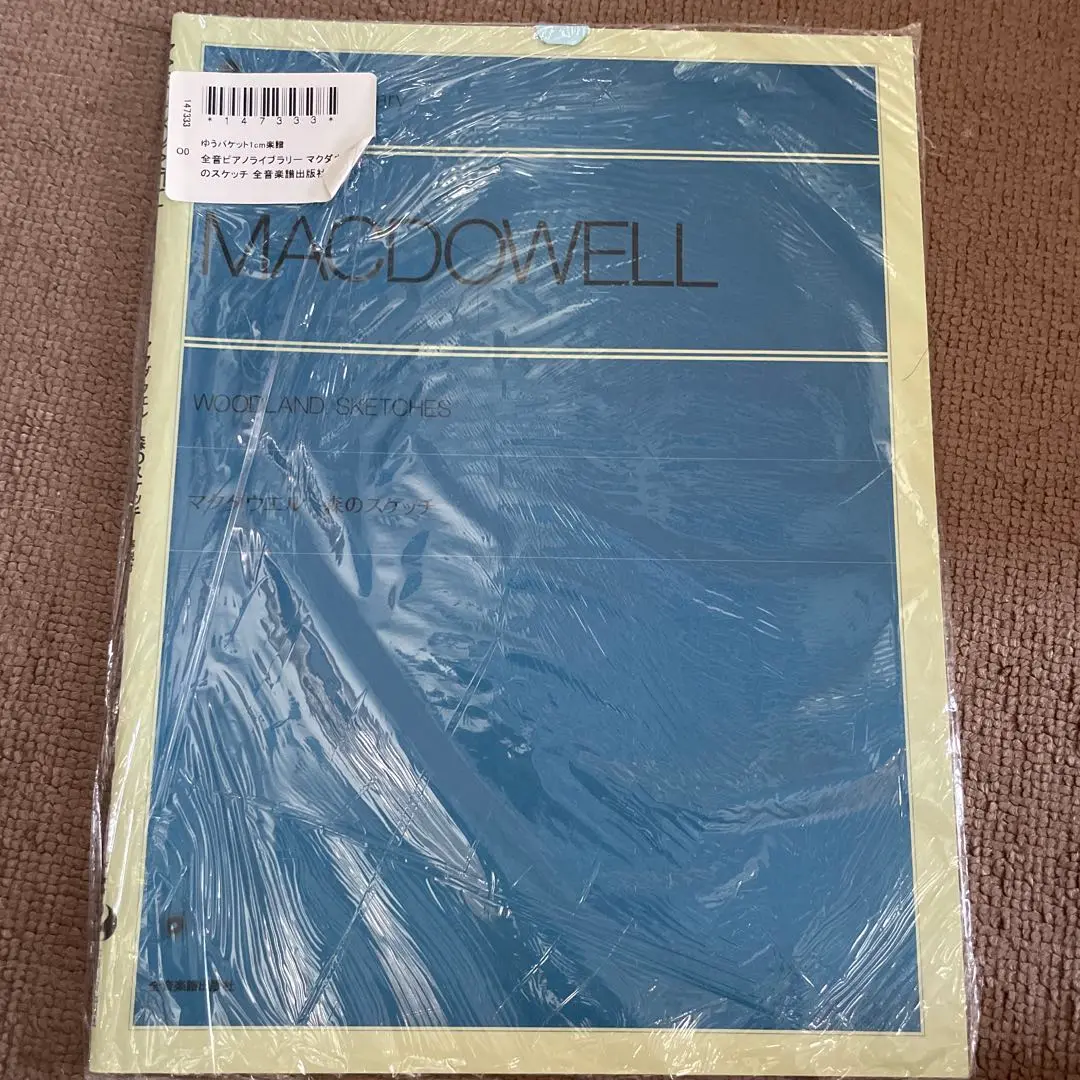 *147333*
147333
Q0
ゆうパケット1cm楽譜
全音ピアノライブラリー マクダ
のスケッチ 全音楽譜出版社
MACDOWELL
WOODLAND SKETCHES
マクダウエル 森のスケッチ
全音楽譜出版社